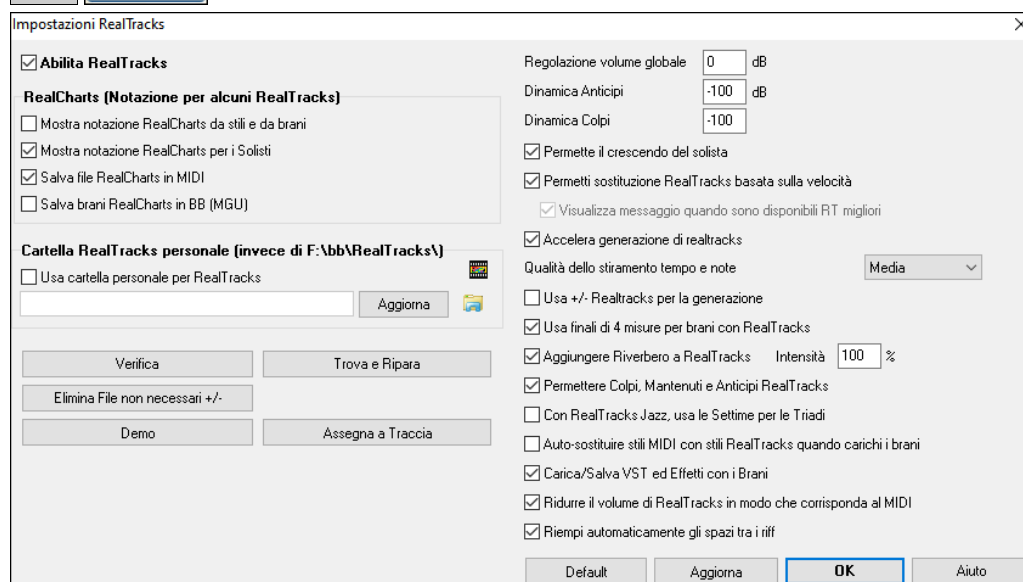 Impostazioni RealTracks
Abilita RealTracks
RealCharts (Notazione per alcuni RealTracks)
Mostra notazione RealCharts da stili e da brani
Mostra notazione RealCharts per i Solisti
Salva file RealCharts in MIDI
Salva brani RealCharts in BB (MGU)
Cartella RealTracks personale (invece di F:\bb\RealTracks\)
Usa cartella personale per RealTracks
Aggiorna
Verifica
Trova e Ripara
Elimina File non necessari +/-
Demo
Assegna a Traccia
Regolazione volume globale 0 dB
Dinamica Anticipi -100 dB
Dinamica Colpi -100
Permette il crescendo del solista
Permetti sostituzione RealTracks basata sulla velocità
Visualizza messaggio quando sono disponibili RT migliori
Accelera generazione di realtracks
Qualità dello stiramento tempo e note Media
Usa +/- Realtracks per la generazione
Usa finali di 4 misure per brani con RealTracks
Aggiungere Riverbero a RealTracks Intensità 100 %
Permettere Colpi, Mantenuti e Anticipi RealTracks
Con RealTracks Jazz, usa le Settime per le Triadi
Auto-sostituire stili MIDI con stili RealTracks quando carichi i brani
Carica/Salva VST ed Effetti con i Brani
Ridurre il volume di RealTracks in modo che corrisponda al MIDI
Riempi automaticamente gli spazi tra i riff
Default
Aggiorna
OK
Aiuto